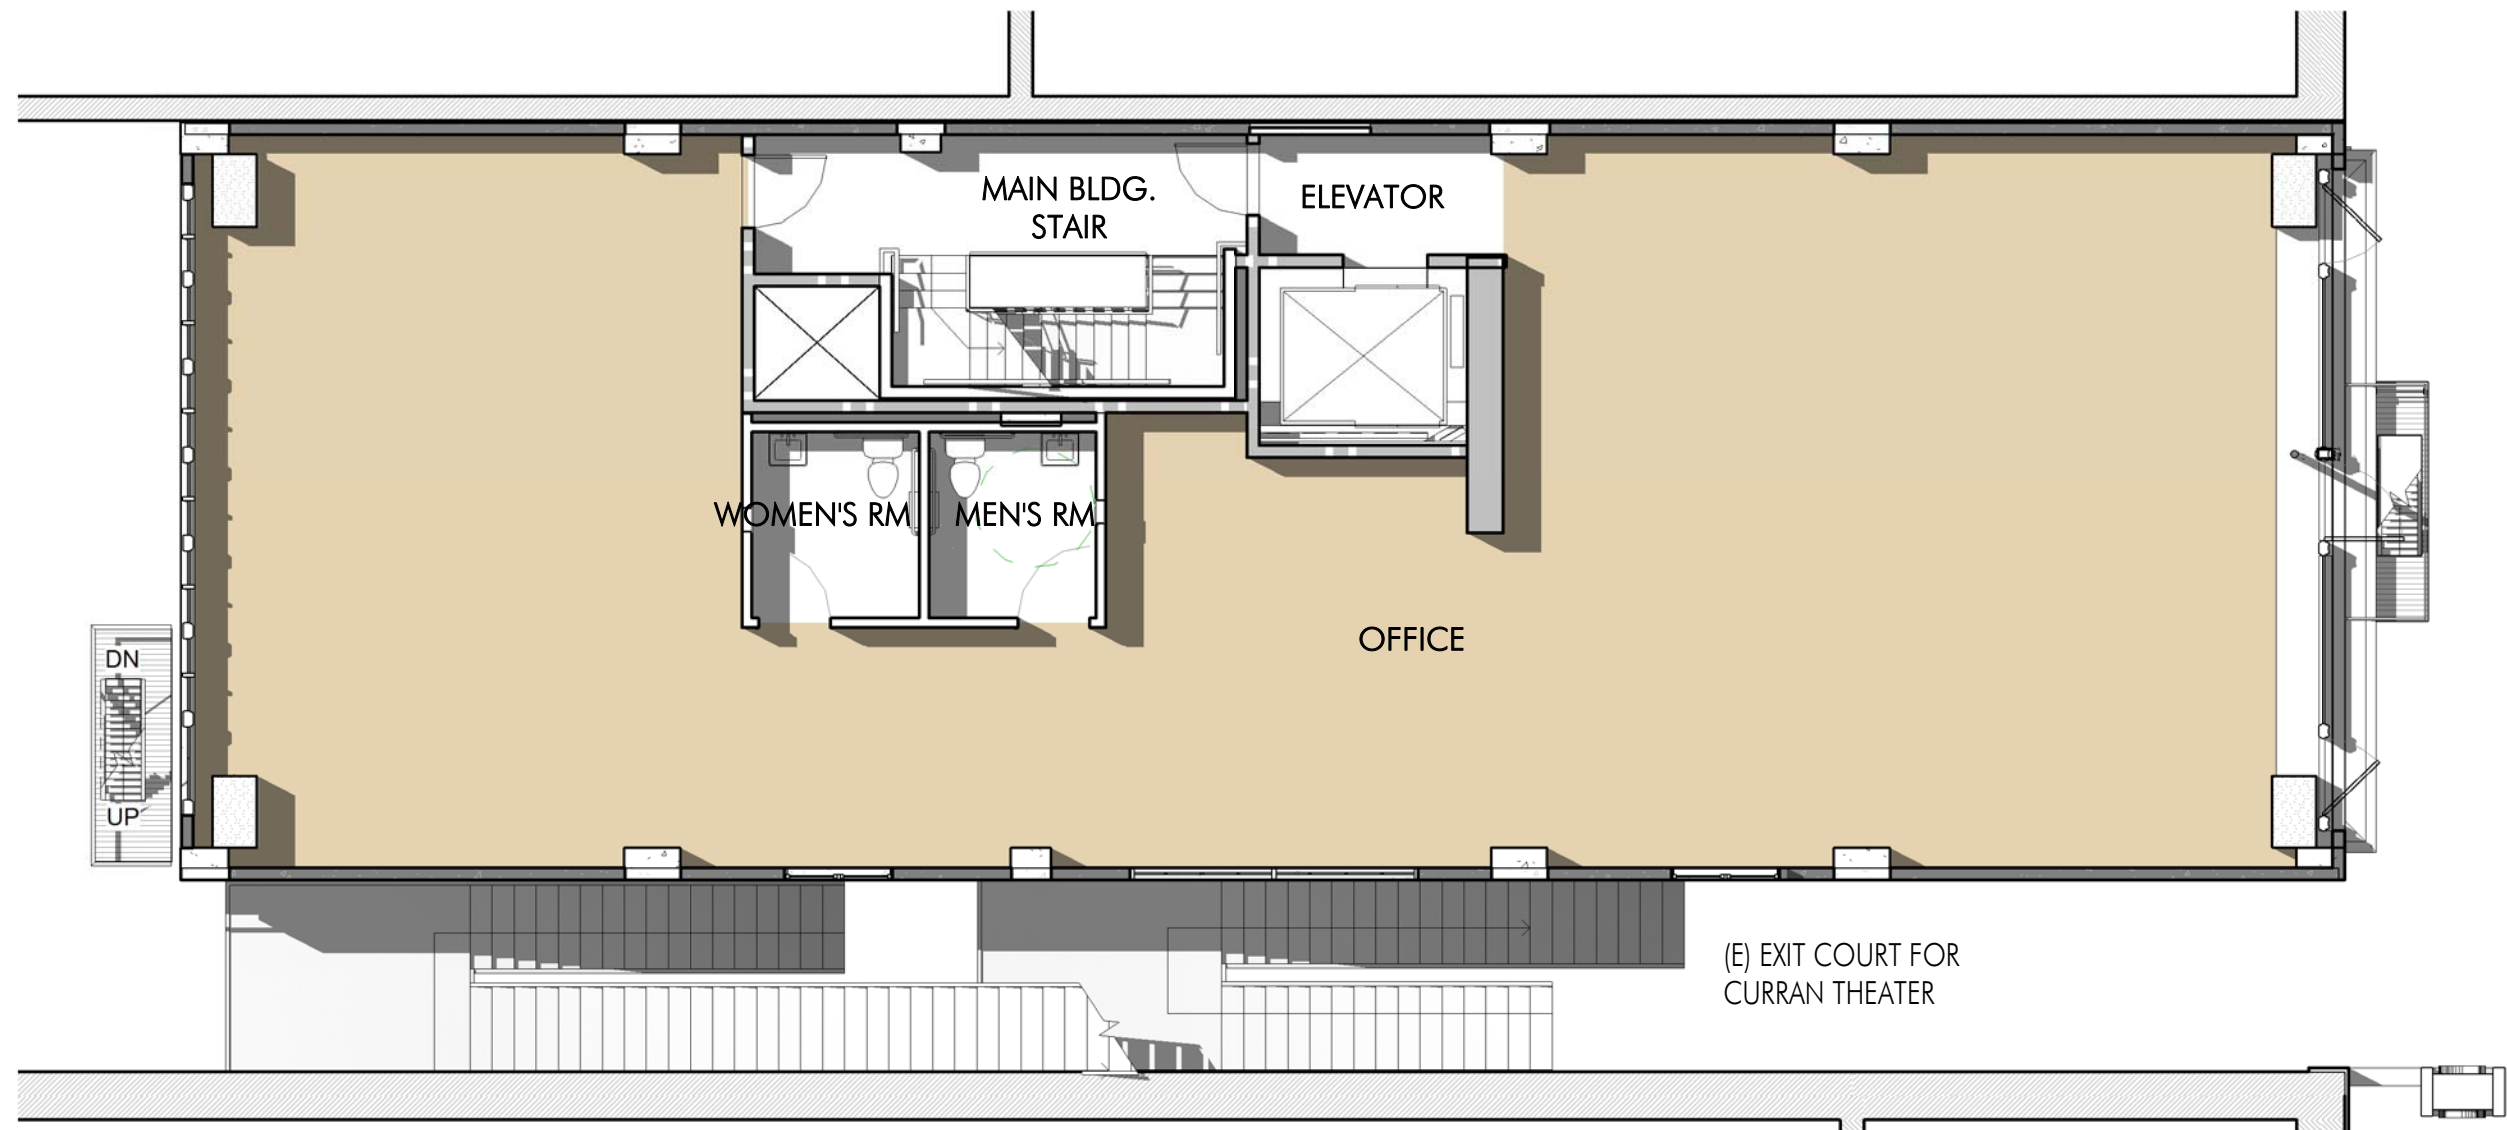 MAIN BLDG.
STAIR
ELEVATOR
WOMEN'S RM
MEN'S RM
OFFICE
DN
UP
(E) EXIT COURT FOR
CURRAN THEATER